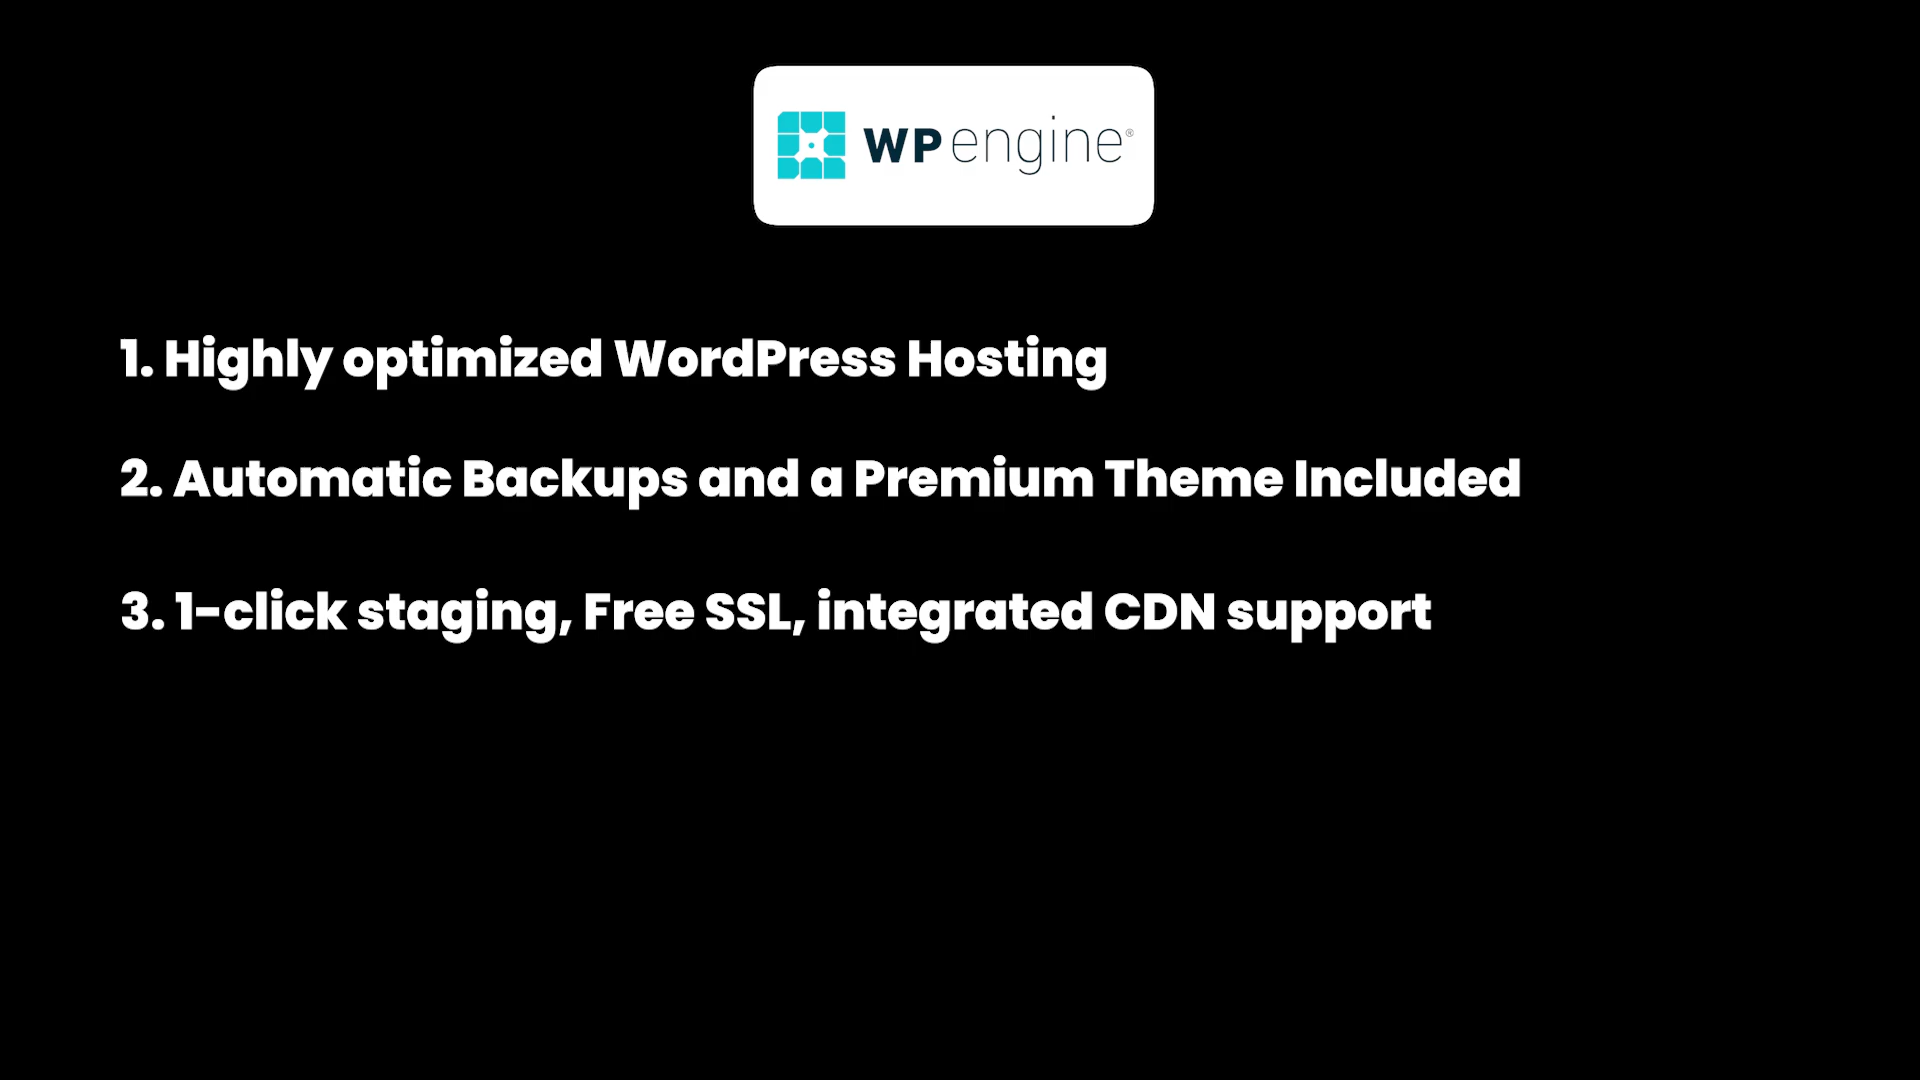 WP engine®
1. Highly optimized WordPress Hosting
2. Automatic Backups and a Premium Theme Included
3. 1-click staging, Free SSL, integrated CDN support